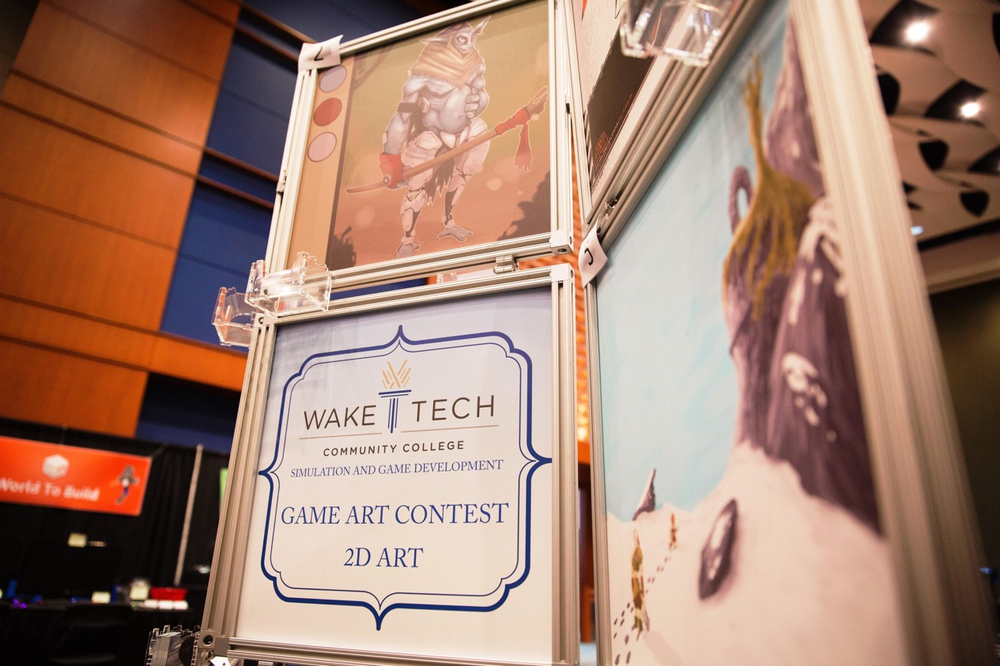 L
J
WAKE TECH
COMMUNITY COLLEGE
SIMULATION AND GAME DEVELOPMENT
GAME ART CONTEST
2D ART
World To Build